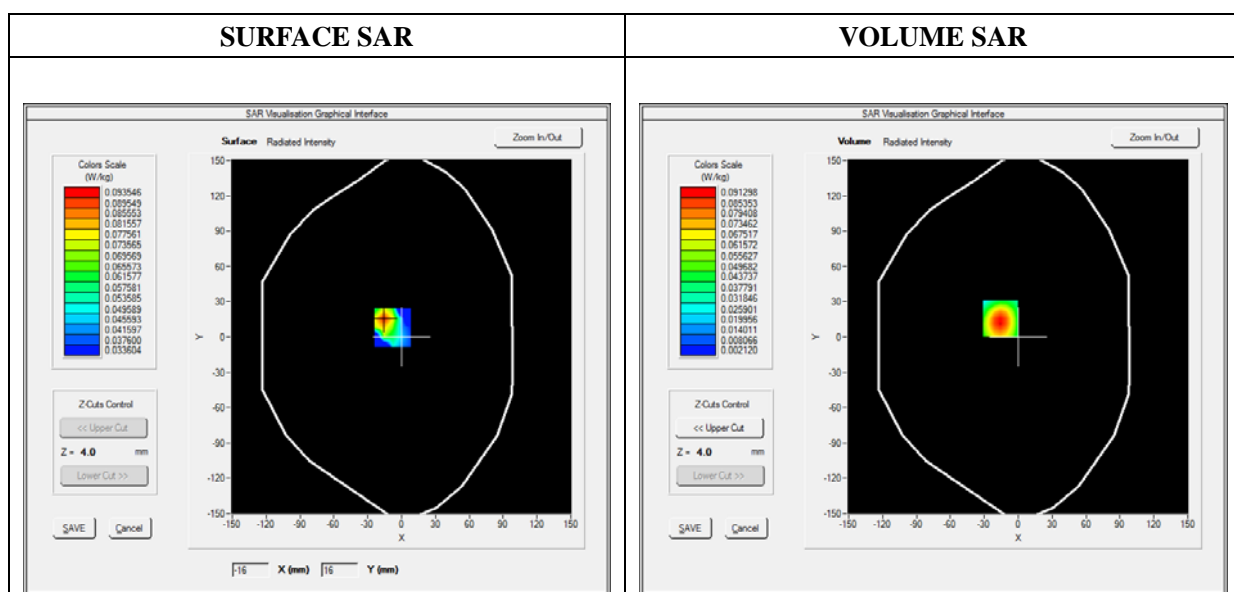 SURFACE SAR
VOLUME SAR
SAR Visualisation Graphical Interface
Surface Radiated Intensity
Zoom In/Out
Colors Scale
(W/kg)
0.093546
0.089549
0.085553
0.081557
0.077561
0.073565
0.069569
0.065573
0.061577
0.057581
0.053585
0.049589
0.045593
0.041597
0.037600
0.033604
150
120
90
60
30
0
-30
-60
-90
-120
-150
Y
-150 -120 -90 -60 -30 0 30 60 90 120 150
X
Z-Cuts Control
<< Upper Cut
Z = 4.0 mm
Lower Cut >>
SAVE Cancel
-16 X (mm) 16 Y (mm)
SAR Visualisation Graphical Interface
Volume Radiated Intensity
Zoom In/Out
Colors Scale
(W/kg)
0.091298
0.085353
0.079408
0.073462
0.067517
0.061572
0.055627
0.049682
0.043737
0.037791
0.031846
0.025901
0.019956
0.014011
0.008066
0.002120
150
120
90
60
30
0
-30
-60
-90
-120
-150
Y
-150 -120 -90 -60 -30 0 30 60 90 120 150
X
Z-Cuts Control
<< Upper Cut
Z = 4.0 mm
Lower Cut >>
SAVE Cancel